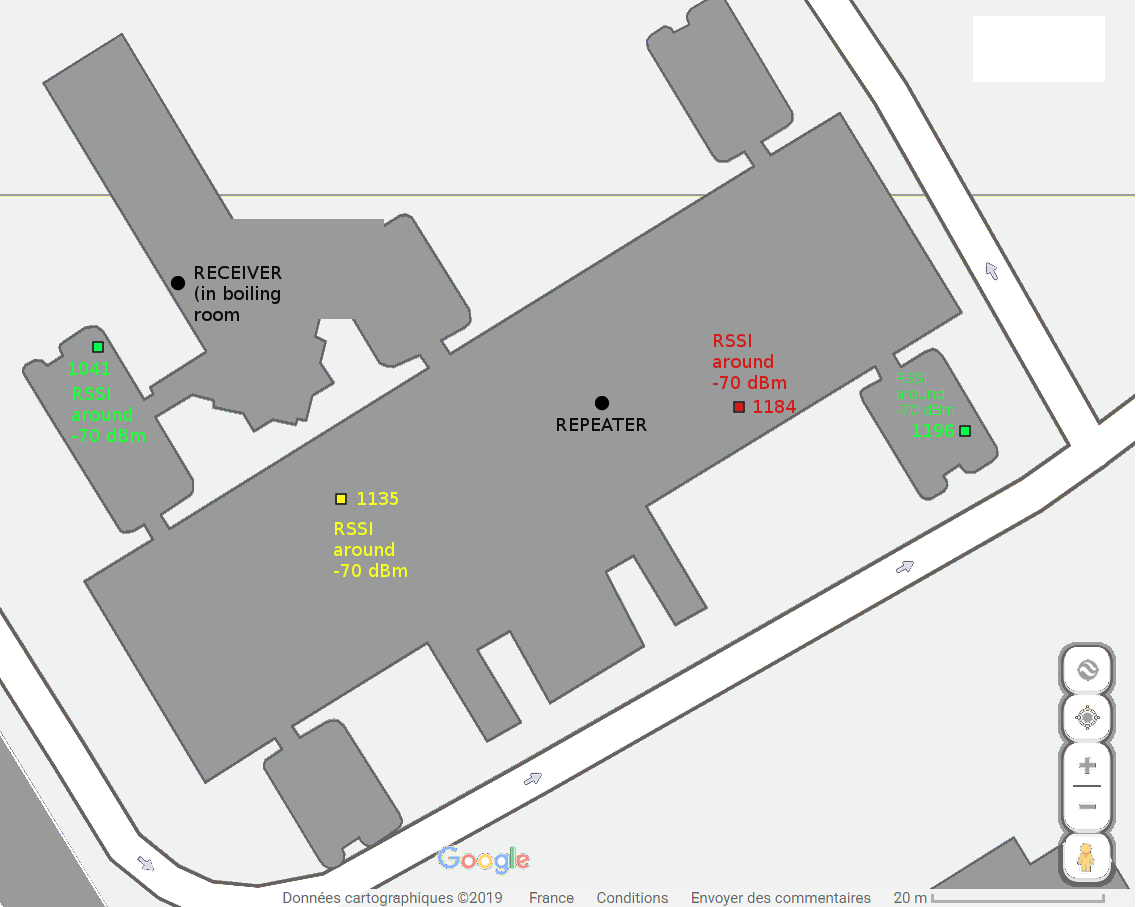 RECEIVER
(in boiling
room
RSSI
around
-70 dBm
1184
1041
RSSI
around
-70 dBm
RSSI
around
-70 dBm
1196
REPEATER
1135
RSSI
around
-70 dBm
Google
Données cartographiques ©2019 France Conditions Envoyer des commentaires 20 m